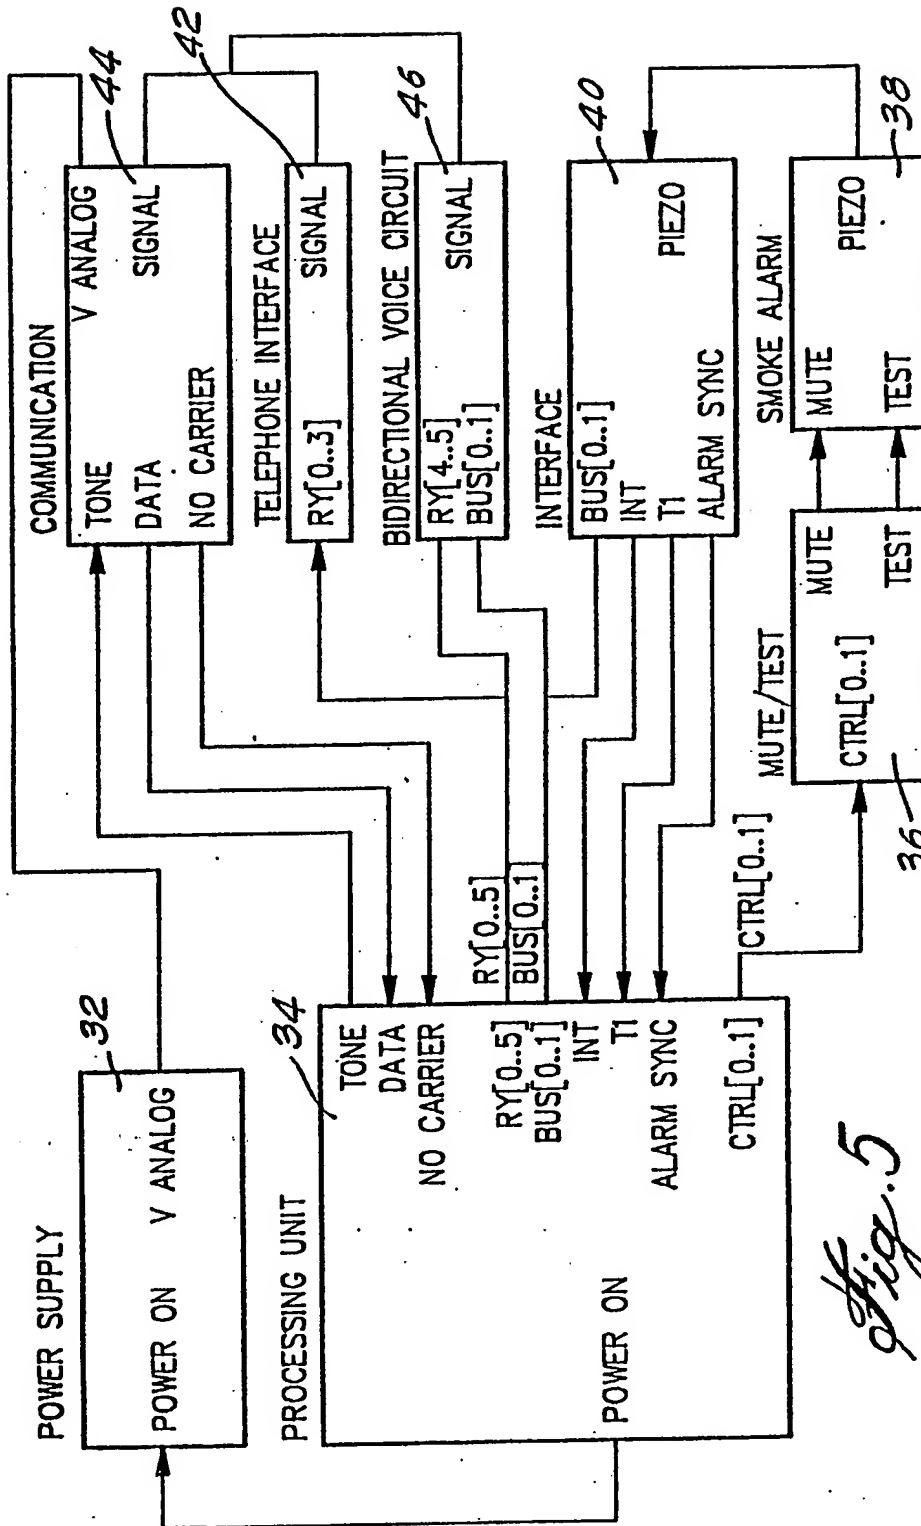 POWER SUPPLY
32
POWER ON
V ANALOG
PROCESSING UNIT
34
TONE
DATA
NO CARRIER
RY[0..5]
BUS[0..1]
INT
T1
ALARM SYNC
CTRL[0..1]
POWER ON
RY[0..5]
BUS[0..1]
CTRL[0..1]
COMMUNICATION
44
TONE
V ANALOG
DATA
SIGNAL
NO CARRIER
TELEPHONE INTERFACE
42
RY[0..3]
SIGNAL
BIDIRECTIONAL VOICE CIRCUIT
46
RY[4..5]
BUS[0..1]
SIGNAL
INTERFACE
40
BUS[0..1]
INT
T1
PIEZO
ALARM SYNC
MUTE/TEST
36
CTRL[0..1]
MUTE
TEST
SMOKE ALARM
38
MUTE
PIEZO
TEST
Fig. 5